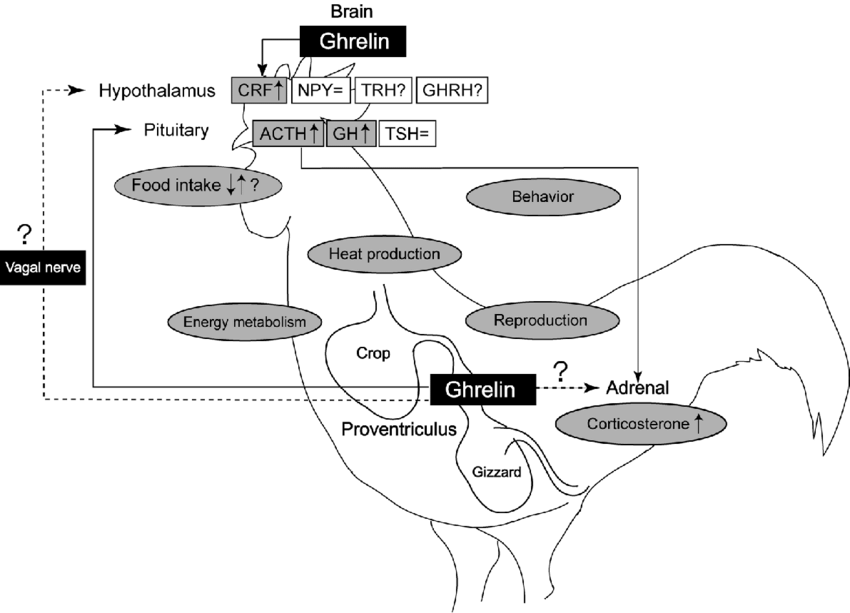 Brain
Ghrelin
Hypothalamus CRF↑ NPY= TRH? GHRH?
Pituitary ACTH↑ GH↑ TSH=
Food intake ↓↑?
Behavior
?
Vagal nerve
Heat production
Energy metabolism
Reproduction
Crop
Ghrelin
?
Adrenal
Proventriculus
Corticosterone↑
Gizzard